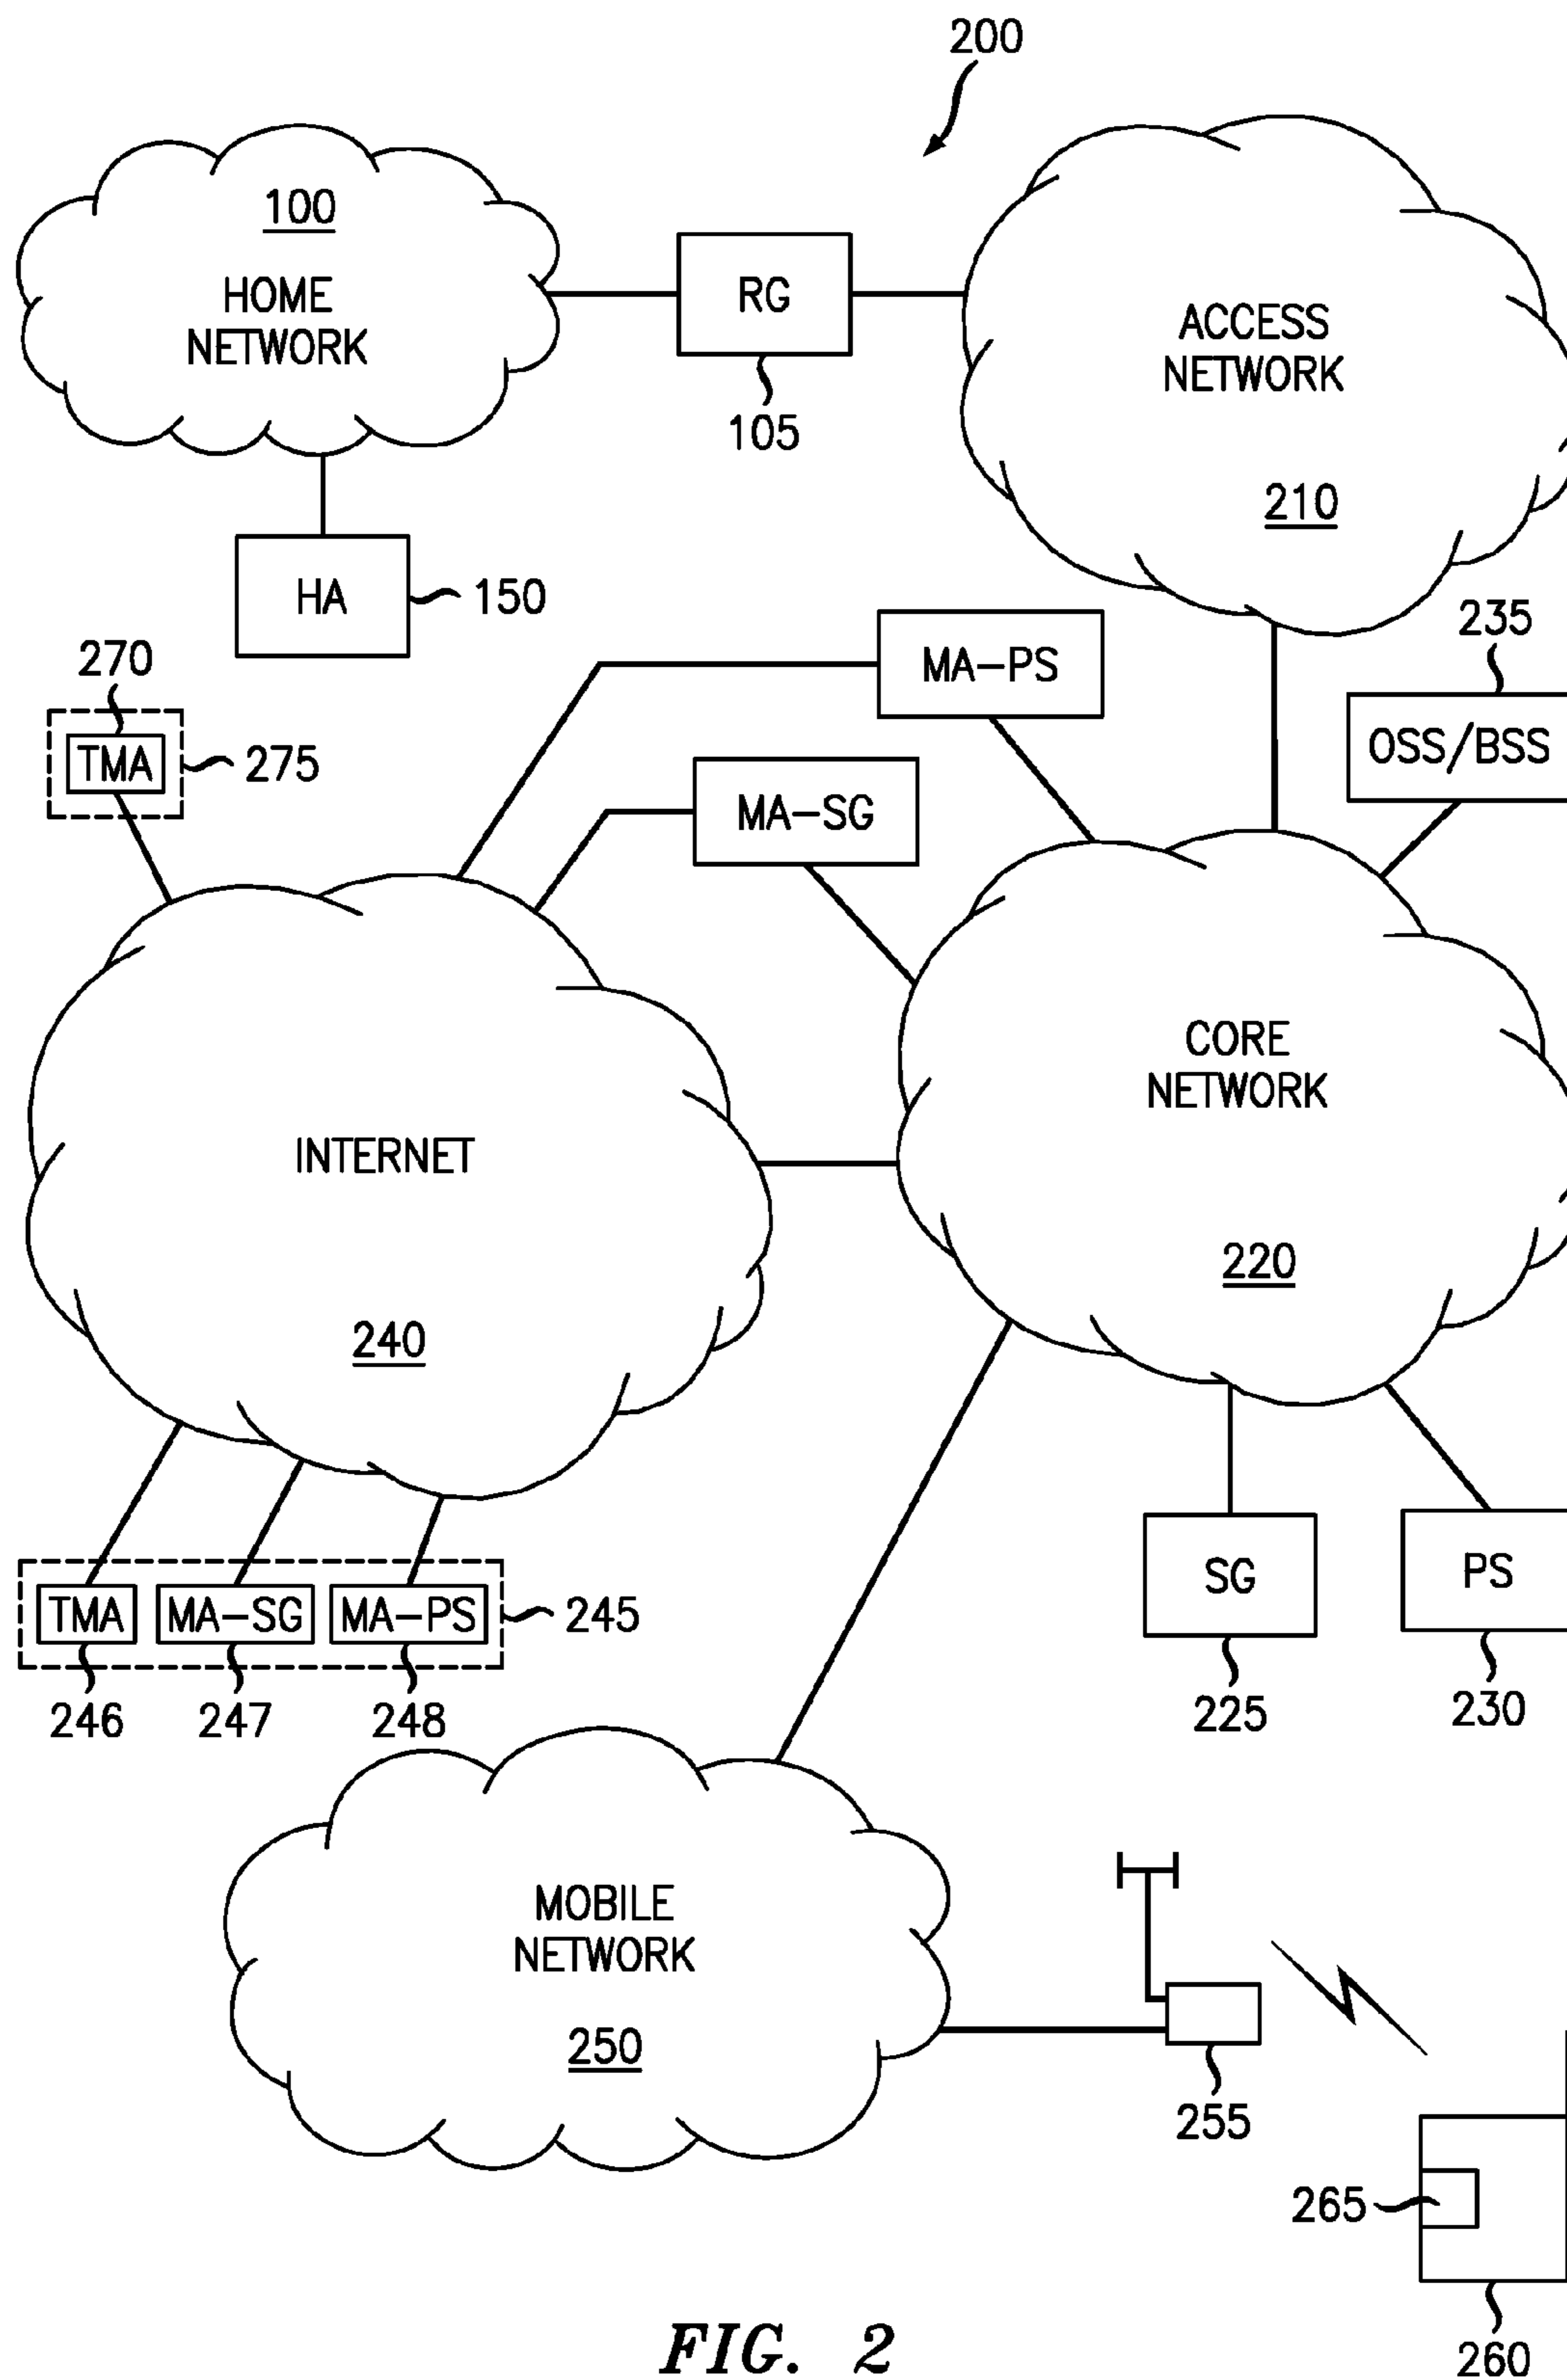 200
100
HOME
NETWORK
RG
105
ACCESS
NETWORK
210
HA
150
MA-PS
235
OSS/BSS
270
TMA
275
MA-SG
CORE
NETWORK
220
INTERNET
240
TMA
MA-SG
MA-PS
245
246
247
248
SG
225
PS
230
MOBILE
NETWORK
250
255
265
260
FIG. 2